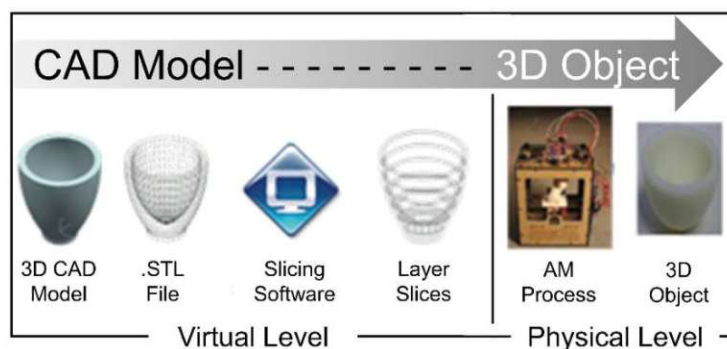 CAD Model - - - - - - - - - 3D Object
3D CAD
Model
.STL
File
Slicing
Software
Layer
Slices
AM
Process
3D
Object
Virtual Level
Physical Level